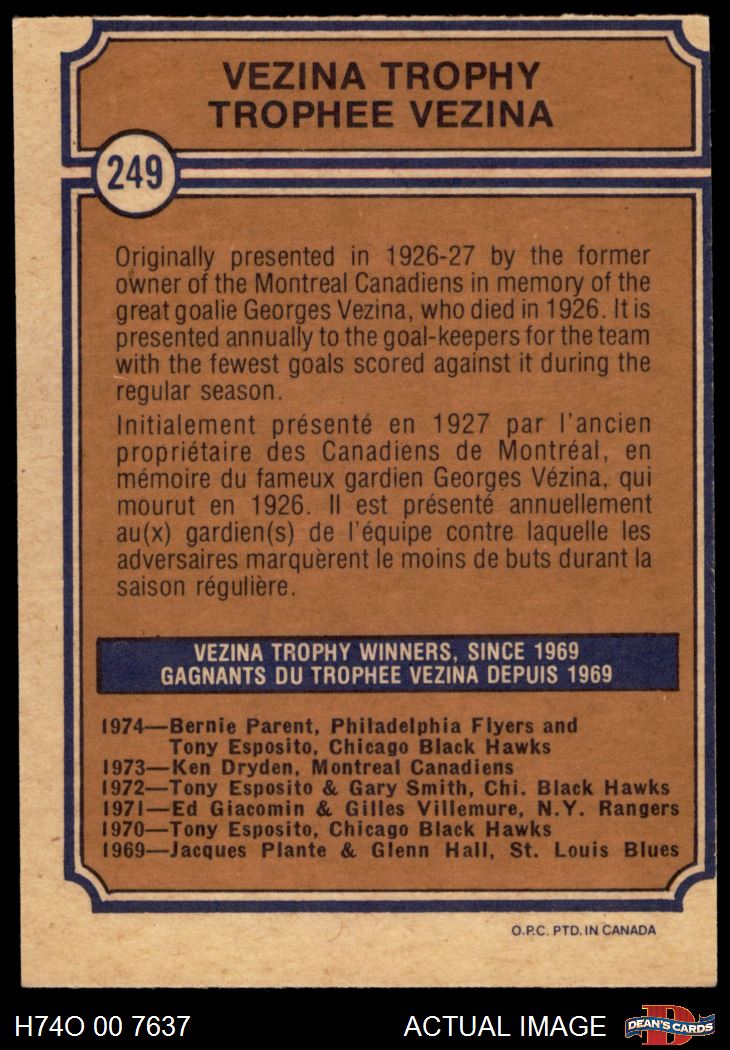 VEZINA TROPHY
TROPHEE VEZINA
249
Originally presented in 1926-27 by the former
owner of the Montreal Canadiens in memory of the
great goalie Georges Vezina, who died in 1926. It is
presented annually to the goal-keepers for the team
with the fewest goals scored against it during the
regular season.
Initialement présenté en 1927 par l'ancien
propriétaire des Canadiens de Montréal, en
mémoire du fameux gardien Georges Vézina, qui
mourut en 1926. Il est présenté annuellement
au(x) gardien(s) de l'équipe contre laquelle les
adversaires marquèrent le moins de buts durant la
saison régulière.
VEZINA TROPHY WINNERS, SINCE 1969
GAGNANTS DU TROPHEE VEZINA DEPUIS 1969
1974—Bernie Parent, Philadelphia Flyers and
Tony Esposito, Chicago Black Hawks
1973—Ken Dryden, Montreal Canadiens
1972—Tony Esposito & Gary Smith, Chi. Black Hawks
1971—Ed Giacomin & Gilles Villemure, N.Y. Rangers
1970—Tony Esposito, Chicago Black Hawks
1969—Jacques Plante & Glenn Hall, St. Louis Blues
O.P.C. PTD. IN CANADA
H74O 00 7637
ACTUAL IMAGE
D
DEAN'S CARDS